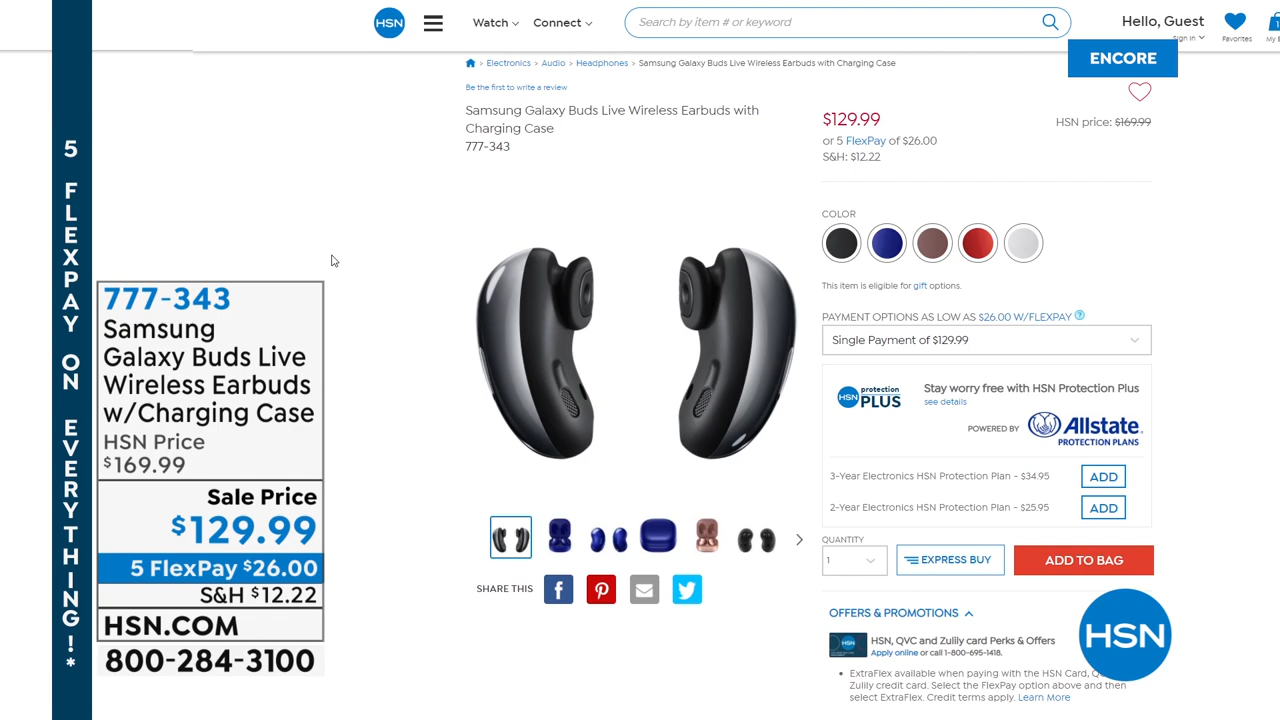 5 FLEXPAY ON EVERYTHING!*
HSN
Watch
Connect
Search by item # or keyword
Hello, Guest
Sign In
Favorites
ENCORE
> Electronics > Audio > Headphones > Samsung Galaxy Buds Live Wireless Earbuds with Charging Case
Be the first to write a review
Samsung Galaxy Buds Live Wireless Earbuds with
Charging Case
777-343
$129.99
HSN price: $169.99
or 5 FlexPay of $26.00
S&H: $12.22
COLOR
This item is eligible for gift options.
PAYMENT OPTIONS AS LOW AS $26.00 W/FLEXPAY ?
Single Payment of $129.99
HSN protection PLUS
Stay worry free with HSN Protection Plus
see details
POWERED BY Allstate
PROTECTION PLANS
3-Year Electronics HSN Protection Plan - $34.95 ADD
2-Year Electronics HSN Protection Plan - $25.95 ADD
QUANTITY
1
EXPRESS BUY
ADD TO BAG
SHARE THIS
OFFERS & PROMOTIONS
HSN, QVC and Zulily card Perks & Offers
Apply online or call 1-800-695-1418.
• ExtraFlex available when paying with the HSN Card,
Zulily credit card. Select the FlexPay option above and then
select ExtraFlex. Credit terms apply. Learn More
HSN
777-343
Samsung
Galaxy Buds Live
Wireless Earbuds
w/Charging Case
HSN Price
$169.99
Sale Price
$129.99
5 FlexPay $26.00
S&H $12.22
HSN.COM
800-284-3100